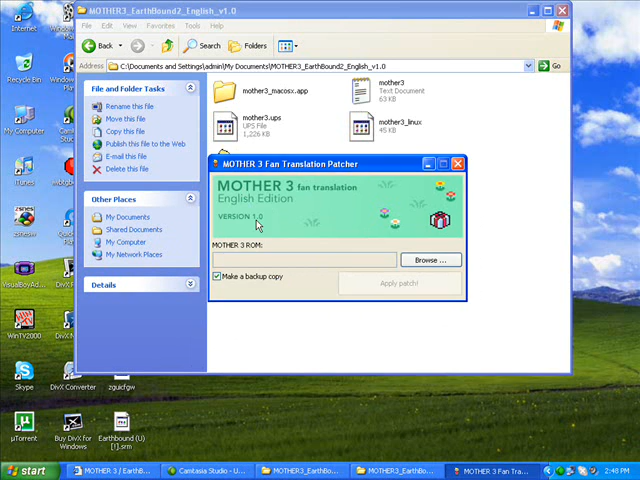 MOTHER3_EarthBound2_English_v1.0
File Edit View Favorites Tools Help
Back
Search
Folders
Address
C:\Documents and Settings\admin\My Documents\MOTHER3_EarthBound2_English_v1.0
Go
File and Folder Tasks
Rename this file
Move this file
Copy this file
Publish this file to the Web
E-mail this file
Delete this file
Other Places
My Documents
Shared Documents
My Computer
My Network Places
Details
mother3_macosx.app
mother3
Text Document
63 KB
mother3.ups
UPS File
1,226 KB
mother3_linux
45 KB
MOTHER 3 Fan Translation Patcher
MOTHER 3 fan translation
English Edition
VERSION 1.0
MOTHER 3 ROM:
Browse ...
Make a backup copy
Apply patch!
Internet
Recycle Bin
My Computer
iTunes
zsnesw
VisualBoyAd...
WinTV2000
Skype
DivX Converter
zguicfgw
µTorrent
Buy DivX for
Windows
Earthbound (U)
[!].srm
start
MOTHER 3 / EarthB...
Camtasia Studio - U...
MOTHER3_EarthBo...
MOTHER3_EarthBo...
MOTHER 3 Fan Tra...
2:48 PM